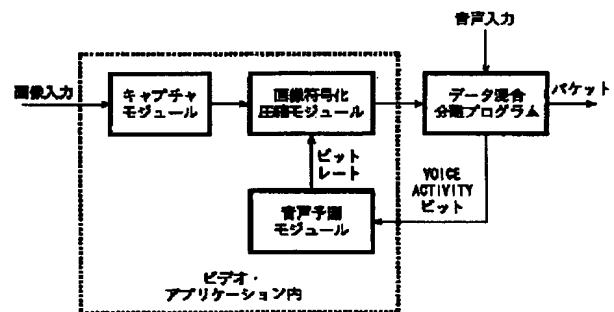 音声入力
画像入力
キャプチャ
モジュール
画像符号化
圧縮モジュール
データ混合
分離プログラム
パケット
ビット
レート
VOICE
ACTIVITY
ビット
音声予測
モジュール
ビデオ・
アプリケーション内